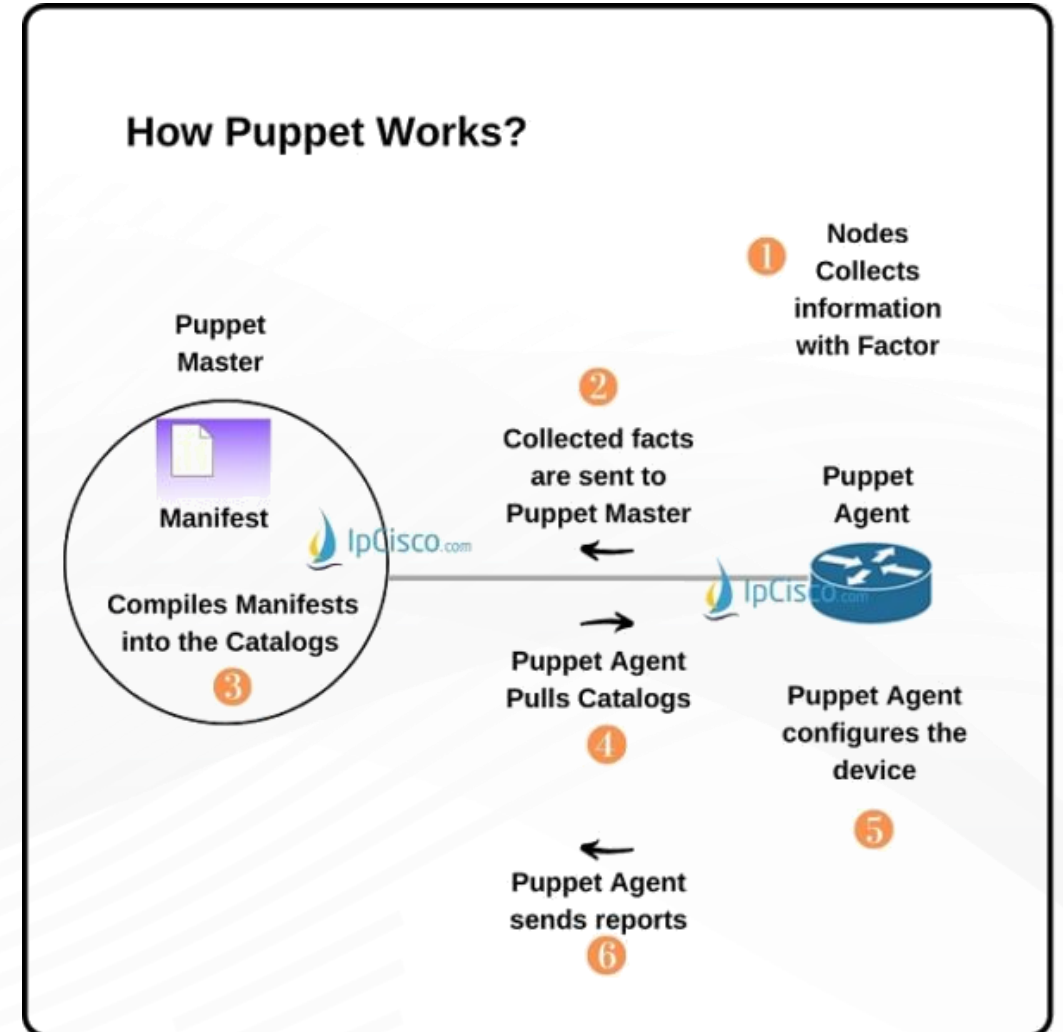 How Puppet Works?
1
Nodes
Collects
information
with Factor
Puppet
Master
2
Collected facts
are sent to
Puppet Master
Puppet
Agent
Manifest
IpCisco.com
IpCisco.com
Compiles Manifests
into the Catalogs
3
Puppet Agent
Pulls Catalogs
4
Puppet Agent
configures the
device
5
Puppet Agent
sends reports
6